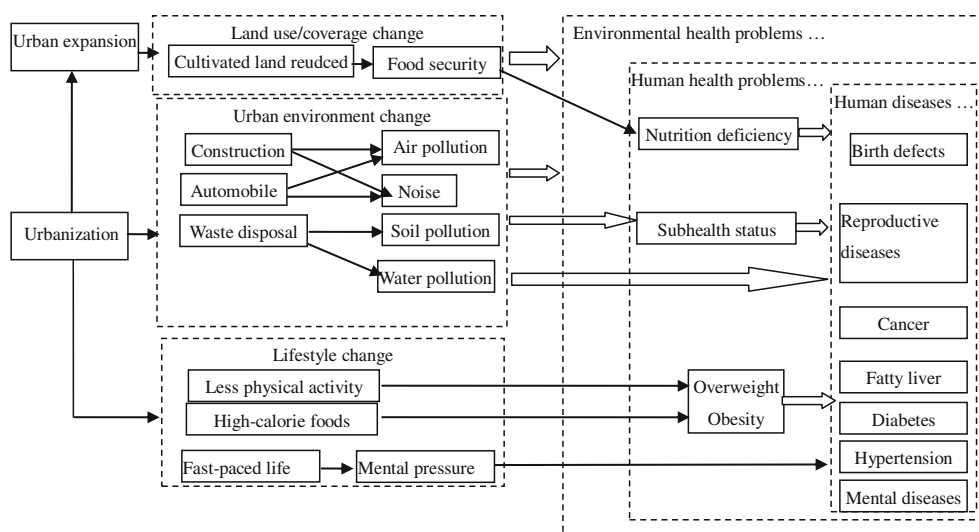 Urban expansion
Land use/coverage change
Cultivated land reudced
Food security
Environmental health problems …
Human health problems…
Human diseases …
Urban environment change
Construction
Air pollution
Automobile
Noise
Waste disposal
Soil pollution
Water pollution
Urbanization
Nutrition deficiency
Subhealth status
Birth defects
Reproductive
diseases
Cancer
Lifestyle change
Less physical activity
High-calorie foods
Overweight
Obesity
Fatty liver
Diabetes
Fast-paced life
Mental pressure
Hypertension
Mental diseases